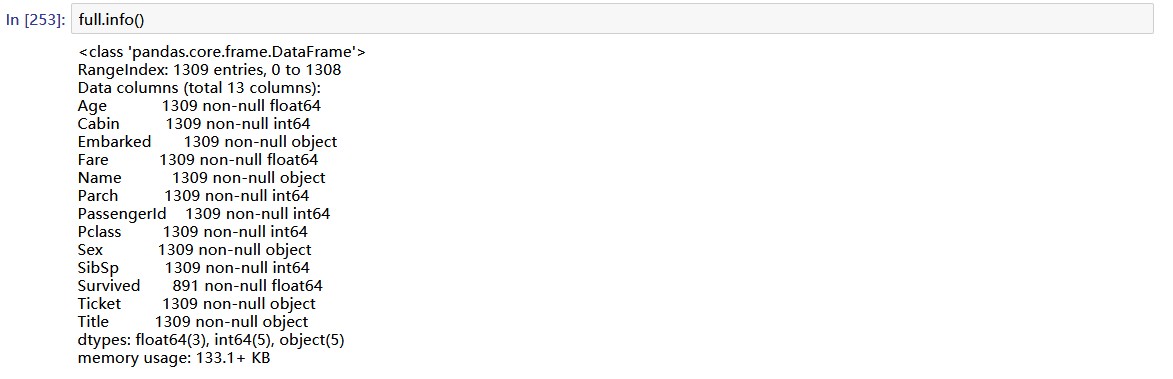 In [253]: full.info()
<class 'pandas.core.frame.DataFrame'>
RangeIndex: 1309 entries, 0 to 1308
Data columns (total 13 columns):
Age 1309 non-null float64
Cabin 1309 non-null int64
Embarked 1309 non-null object
Fare 1309 non-null float64
Name 1309 non-null object
Parch 1309 non-null int64
PassengerId 1309 non-null int64
Pclass 1309 non-null int64
Sex 1309 non-null object
SibSp 1309 non-null int64
Survived 891 non-null float64
Ticket 1309 non-null object
Title 1309 non-null object
dtypes: float64(3), int64(5), object(5)
memory usage: 133.1+ KB